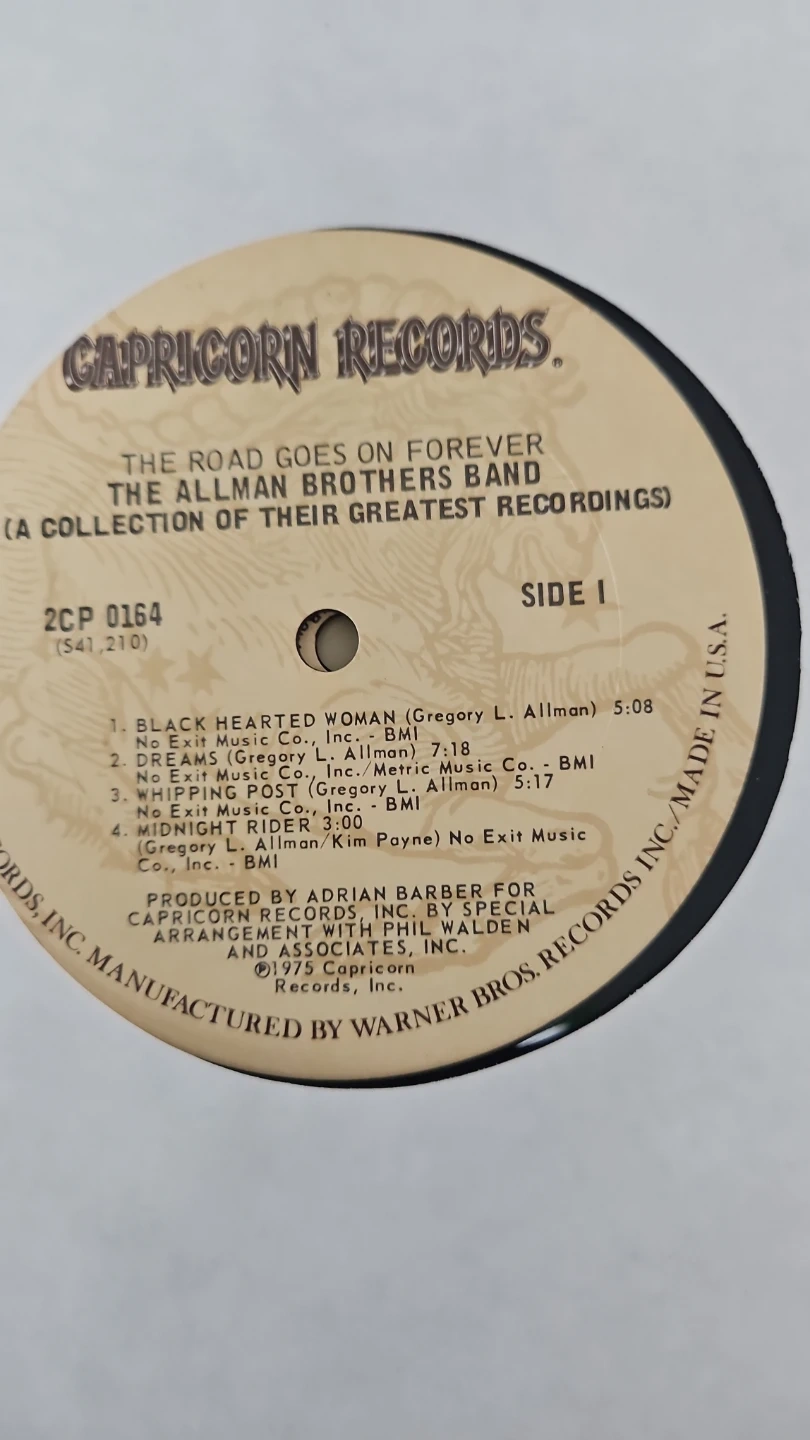 CAPRICORN RECORDS®
THE ROAD GOES ON FOREVER
THE ALLMAN BROTHERS BAND
(A COLLECTION OF THEIR GREATEST RECORDINGS)
2CP 0164
(S41,210)
SIDE I
1. BLACK HEARTED WOMAN (Gregory L. Allman) 5:08
No Exit Music Co., Inc. - BMI
2. DREAMS (Gregory L. Allman) 7:18
No Exit Music Co., Inc./Metric Music Co. - BMI
3. WHIPPING POST (Gregory L. Allman) 5:17
No Exit Music Co., Inc. - BMI
4. MIDNIGHT RIDER 3:00
(Gregory L. Allman/Kim Payne) No Exit Music
Co., Inc. - BMI
PRODUCED BY ADRIAN BARBER FOR
CAPRICORN RECORDS, INC. BY SPECIAL
ARRANGEMENT WITH PHIL WALDEN
AND ASSOCIATES, INC.
℗1975 Capricorn
Records, Inc.
ORDS, INC. MANUFACTURED BY WARNER BROS. RECORDS INC./MADE IN U.S.A.